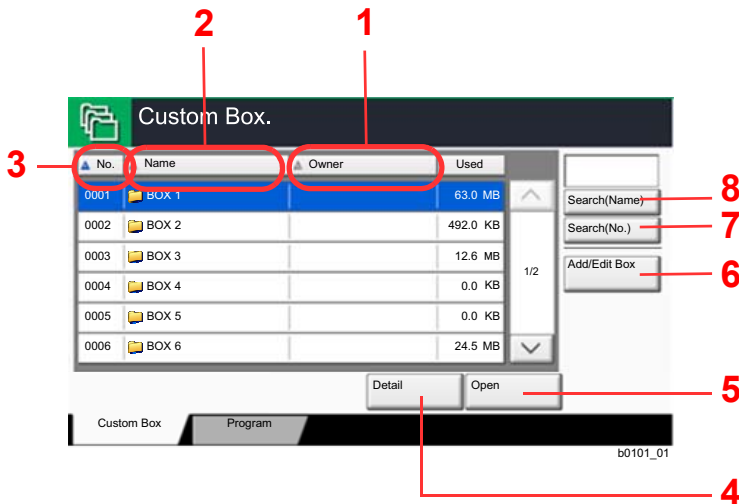 2 1
Custom Box.
3 No. Name Owner Used
0001 BOX 1 63.0 MB
Search(Name) 8
0002 BOX 2 492.0 KB
Search(No.) 7
0003 BOX 3 12.6 MB
1/2
Add/Edit Box 6
0004 BOX 4 0.0 KB
0005 BOX 5 0.0 KB
0006 BOX 6 24.5 MB
Detail Open 5
Custom Box Program
b0101_01
4